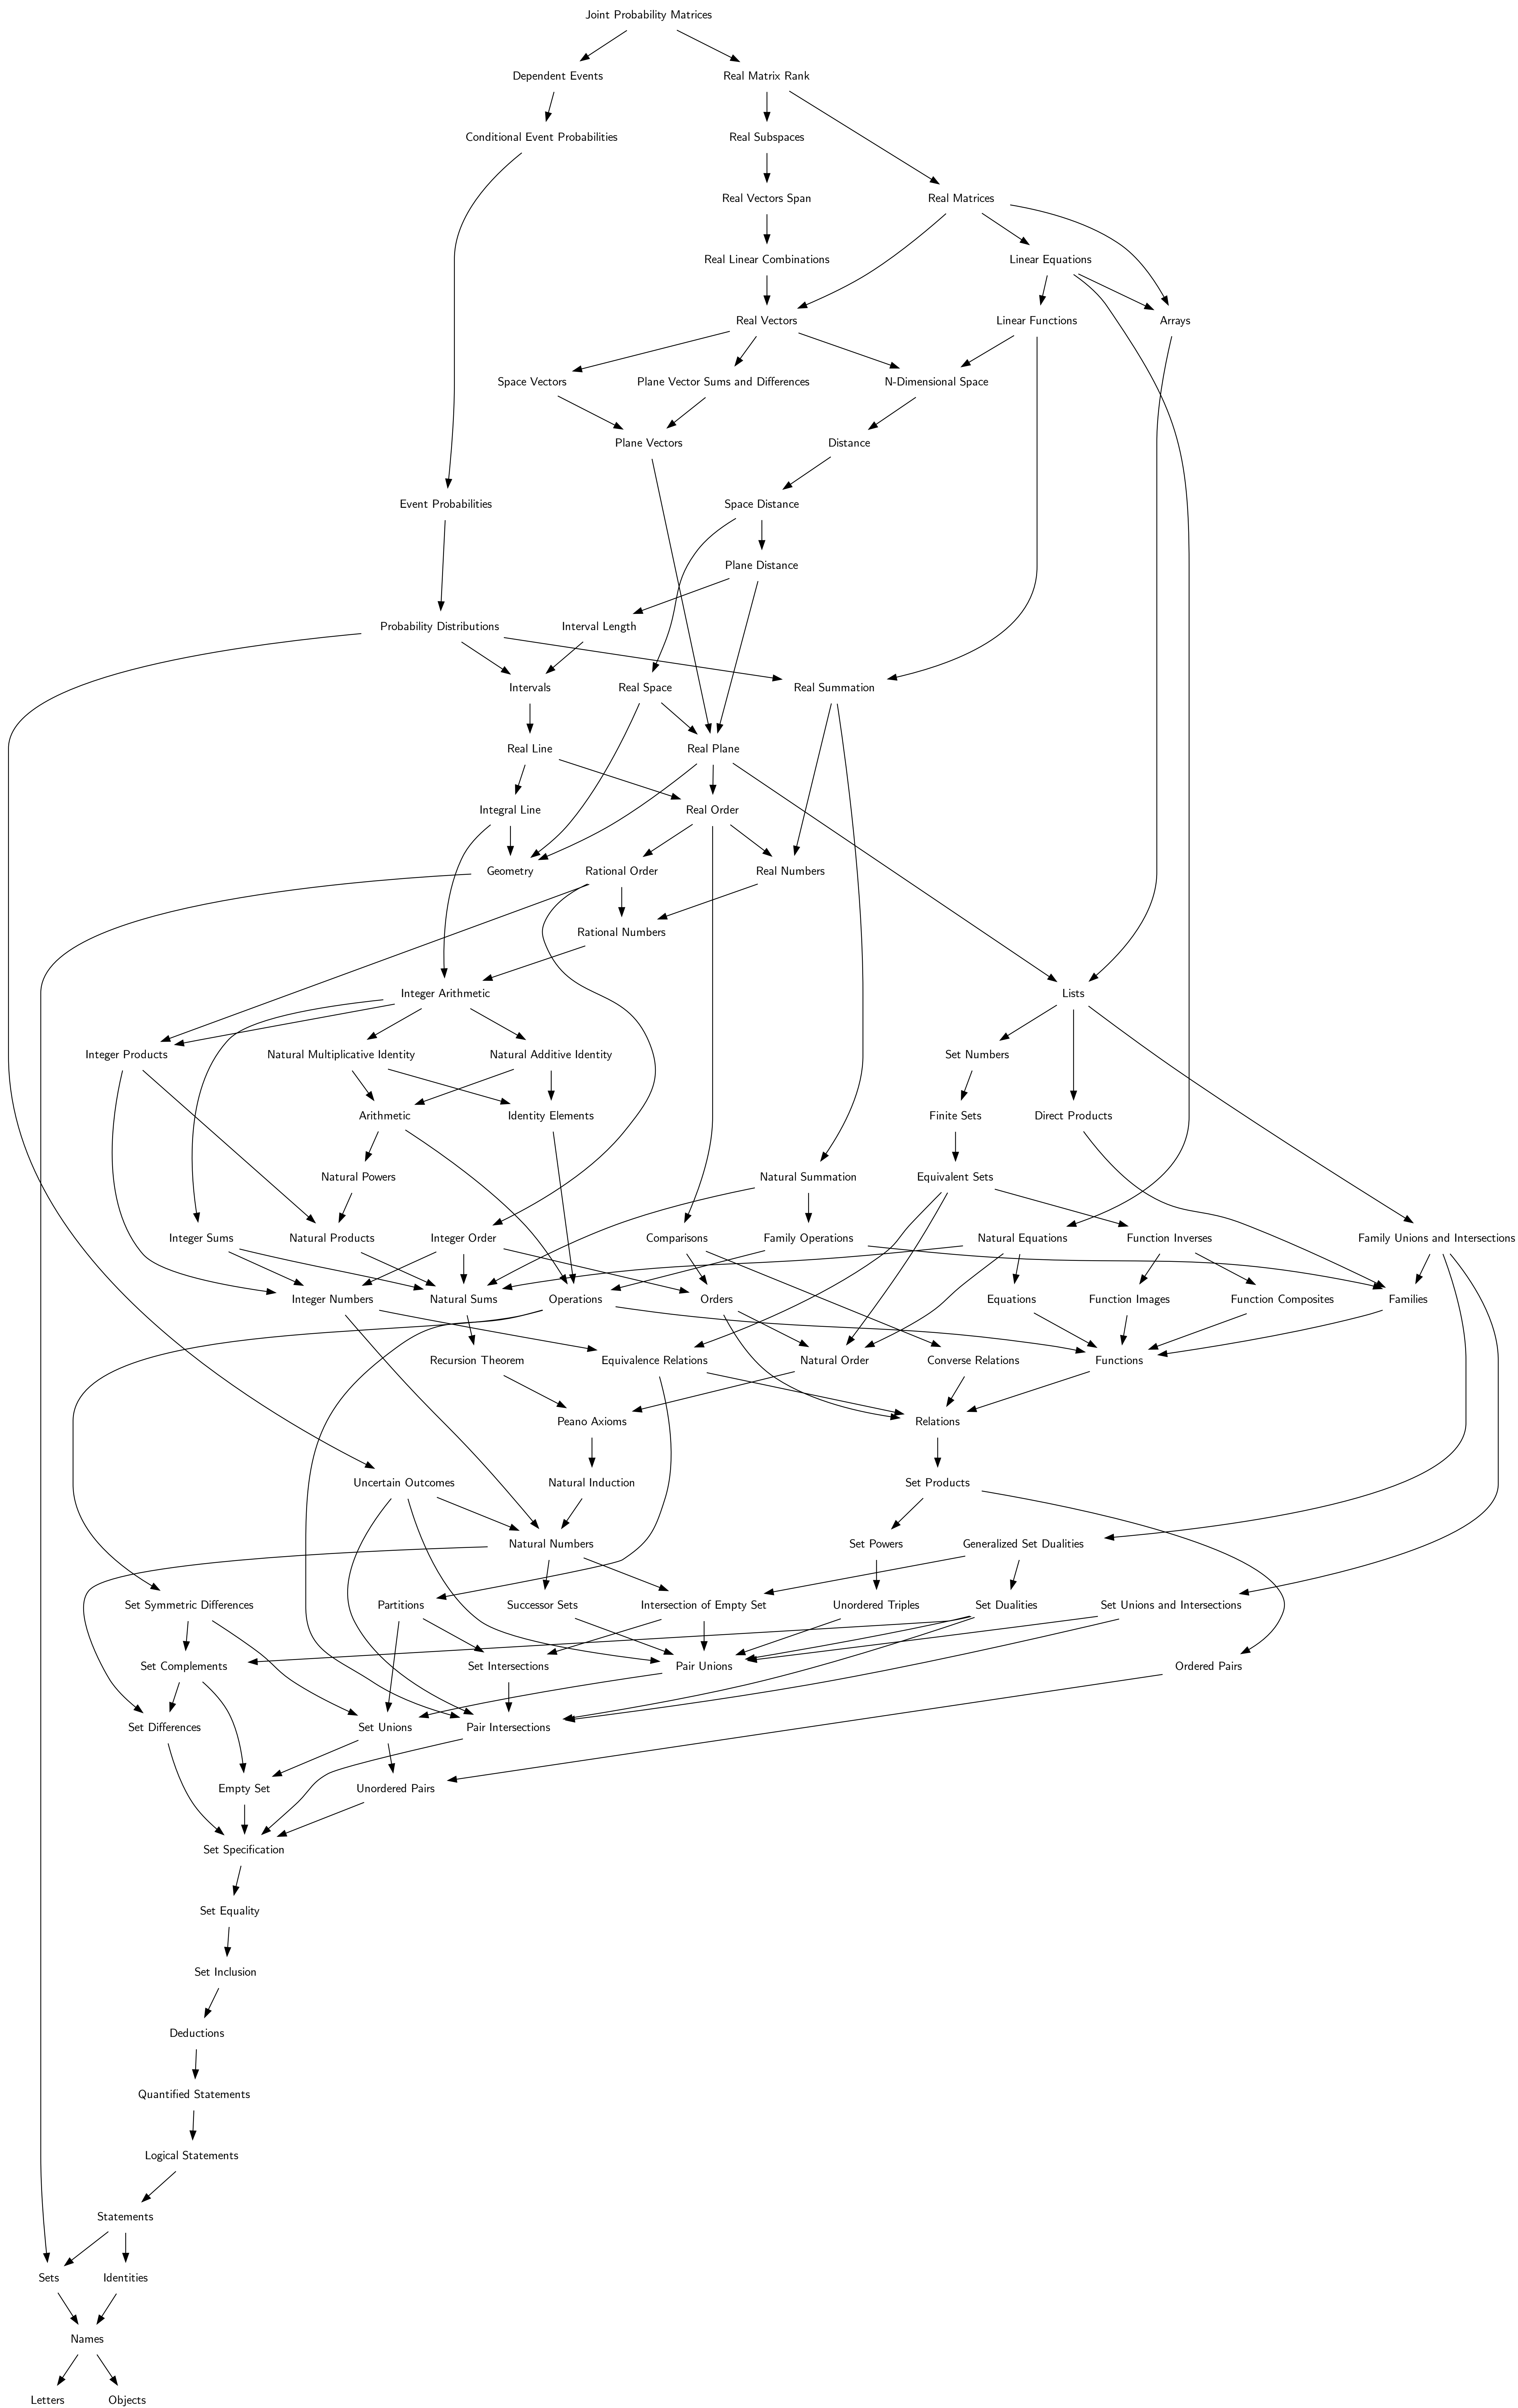 Joint Probability Matrices
Dependent Events
Real Matrix Rank
Conditional Event Probabilities
Real Subspaces
Real Vectors Span
Real Matrices
Real Linear Combinations
Linear Equations
Real Vectors
Linear Functions
Arrays
Space Vectors
Plane Vector Sums and Differences
N-Dimensional Space
Plane Vectors
Distance
Event Probabilities
Space Distance
Plane Distance
Probability Distributions
Interval Length
Intervals
Real Space
Real Summation
Real Line
Real Plane
Integral Line
Real Order
Geometry
Rational Order
Real Numbers
Rational Numbers
Integer Arithmetic
Lists
Integer Products
Natural Multiplicative Identity
Natural Additive Identity
Set Numbers
Arithmetic
Identity Elements
Finite Sets
Direct Products
Natural Powers
Natural Summation
Equivalent Sets
Integer Sums
Natural Products
Integer Order
Comparisons
Family Operations
Natural Equations
Function Inverses
Family Unions and Intersections
Integer Numbers
Natural Sums
Operations
Orders
Equations
Function Images
Function Composites
Families
Recursion Theorem
Equivalence Relations
Natural Order
Converse Relations
Functions
Peano Axioms
Relations
Uncertain Outcomes
Natural Induction
Set Products
Natural Numbers
Set Powers
Generalized Set Dualities
Set Symmetric Differences
Partitions
Successor Sets
Intersection of Empty Set
Unordered Triples
Set Dualities
Set Unions and Intersections
Set Complements
Set Intersections
Pair Unions
Ordered Pairs
Set Differences
Set Unions
Pair Intersections
Empty Set
Unordered Pairs
Set Specification
Set Equality
Set Inclusion
Deductions
Quantified Statements
Logical Statements
Statements
Sets
Identities
Names
Letters
Objects